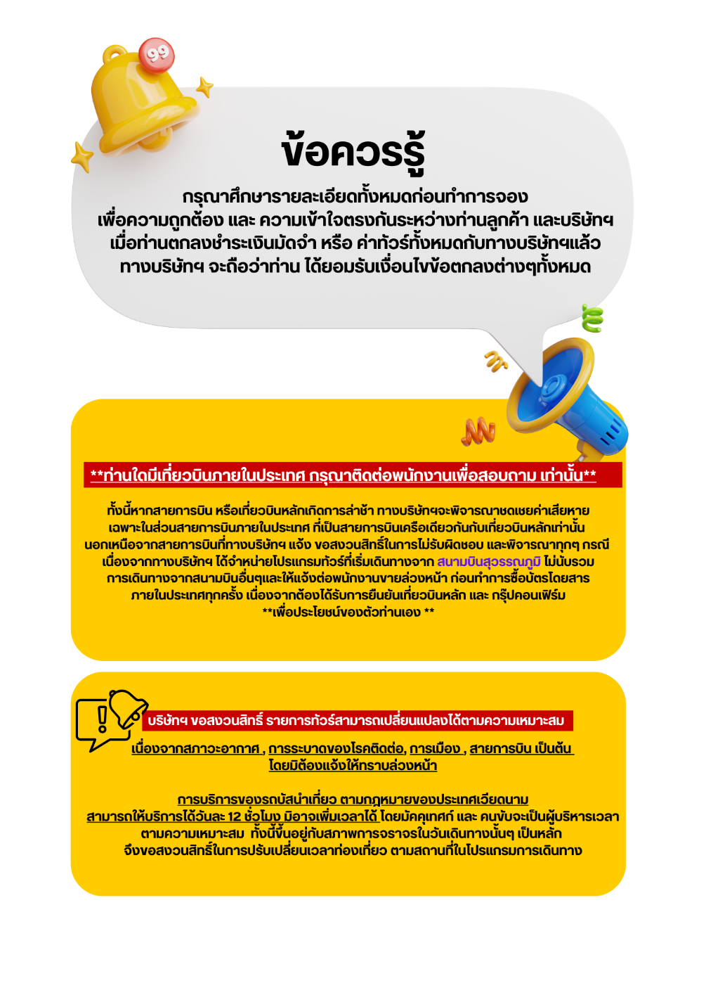 99
ข้อควรรู้
กรุณาศึกษารายละเอียดทั้งหมดก่อนทำการจอง
เพื่อความถูกต้อง และ ความเข้าใจตรงกันระหว่างท่านลูกค้า และบริษัทฯ
เมื่อท่านตกลงชำระเงินมัดจำ หรือ ค่าทัวร์ทั้งหมดกับทางบริษัทฯแล้ว
ทางบริษัทฯ จะถือว่าท่าน ได้ยอมรับเงื่อนไขข้อตกลงต่างๆทั้งหมด
**ท่านใดมีเที่ยวบินภายในประเทศ กรุณาติดต่อพนักงานเพื่อสอบถาม เท่านั้น**
ทั้งนี้หากสายการบิน หรือเที่ยวบินหลักเกิดการล่าช้า ทางบริษัทฯจะพิจารณาชดเชยค่าเสียหาย
เฉพาะในส่วนสายการบินภายในประเทศ ที่เป็นสายการบินเครือเดียวกันกับเที่ยวบินหลักเท่านั้น
นอกเหนือจากสายการบินที่ทางบริษัทฯ แจ้ง ขอสงวนสิทธิ์ในการไม่รับผิดชอบ และพิจารณาทุกๆ กรณี
เนื่องจากทางบริษัทฯ ได้จำหน่ายโปรแกรมทัวร์ที่เริ่มเดินทางจาก สนามบินสุวรรณภูมิ ไม่นับรวม
การเดินทางจากสนามบินอื่นๆและให้แจ้งต่อพนักงานขายล่วงหน้า ก่อนทำการซื้อบัตรโดยสาร
ภายในประเทศทุกครั้ง เนื่องจากต้องได้รับการยืนยันเที่ยวบินหลัก และ กรุ๊ปคอนเฟิร์ม
**เพื่อประโยชน์ของตัวท่านเอง **
บริษัทฯ ขอสงวนสิทธิ์ รายการทัวร์สามารถเปลี่ยนแปลงได้ตามความเหมาะสม
เนื่องจากสภาวะอากาศ , การระบาดของโรคติดต่อ, การเมือง , สายการบิน เป็นต้น
โดยมิต้องแจ้งให้ทราบล่วงหน้า
การบริการของรถบัสนำเที่ยว ตามกฎหมายของประเทศเวียดนาม
สามารถให้บริการได้วันละ 12 ชั่วโมง มิอาจเพิ่มเวลาได้ โดยมัคคุเทศก์ และ คนขับจะเป็นผู้บริหารเวลา
ตามความเหมาะสม ทั้งนี้ขึ้นอยู่กับสภาพการจราจรในวันเดินทางนั้นๆ เป็นหลัก
จึงขอสงวนสิทธิ์ในการปรับเปลี่ยนเวลาท่องเที่ยว ตามสถานที่ในโปรแกรมการเดินทาง